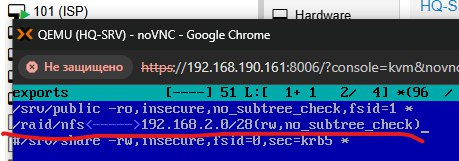 101 (ISP)
Hardware
HQ-S
QEMU (HQ-SRV) - noVNC - Google Chrome
Не защищено https://192.168.190.161:8006/?console=kvm&novnc
exports [----] 51 L:[ 1+ 1 2/ 4] *(96 /
/srv/public -ro,insecure,no_subtree_check,fsid=1 *
/raid/nfs<----->192.168.2.0/28(rw,no_subtree_check)_
#/srv/share -rw,insecure,fsid=0,sec=krb5 *